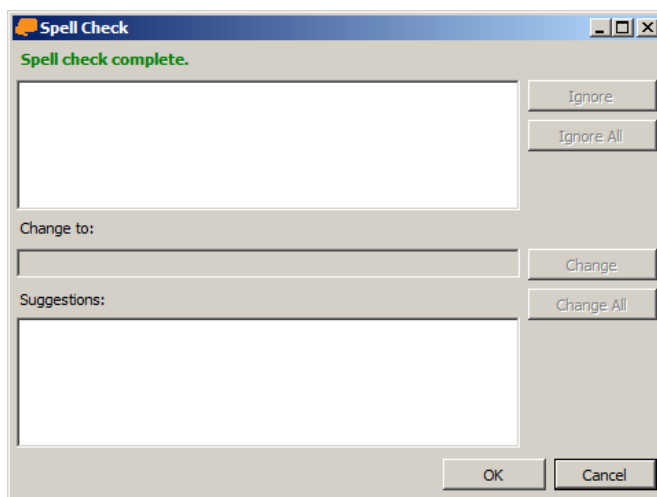 Spell Check
Spell check complete.
Ignore
Ignore All
Change to:
Change
Suggestions:
Change All
OK
Cancel